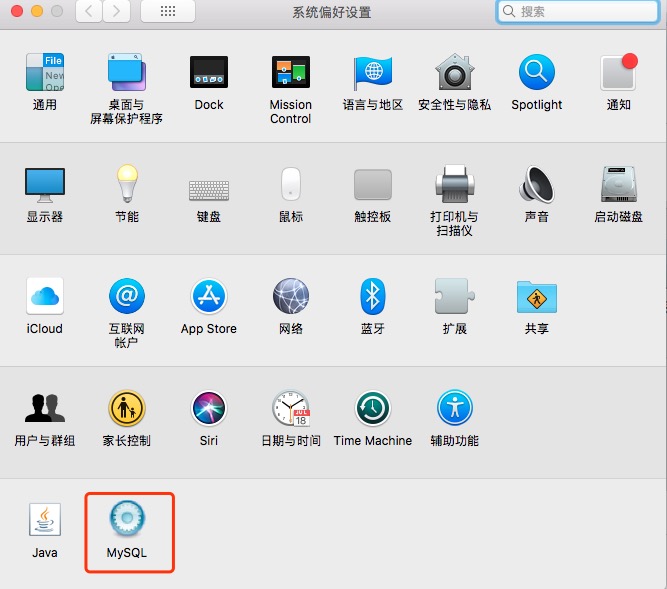 系统偏好设置
搜索
File
New
Ope
通用
桌面与
屏幕保护程序
Dock
Mission
Control
语言与地区
安全性与隐私
Spotlight
通知
显示器
节能
键盘
鼠标
触控板
打印机与
扫描仪
声音
启动磁盘
iCloud
互联网
帐户
App Store
网络
蓝牙
扩展
共享
JUL
18
用户与群组
家长控制
Siri
日期与时间
Time Machine
辅助功能
Java
MySQL